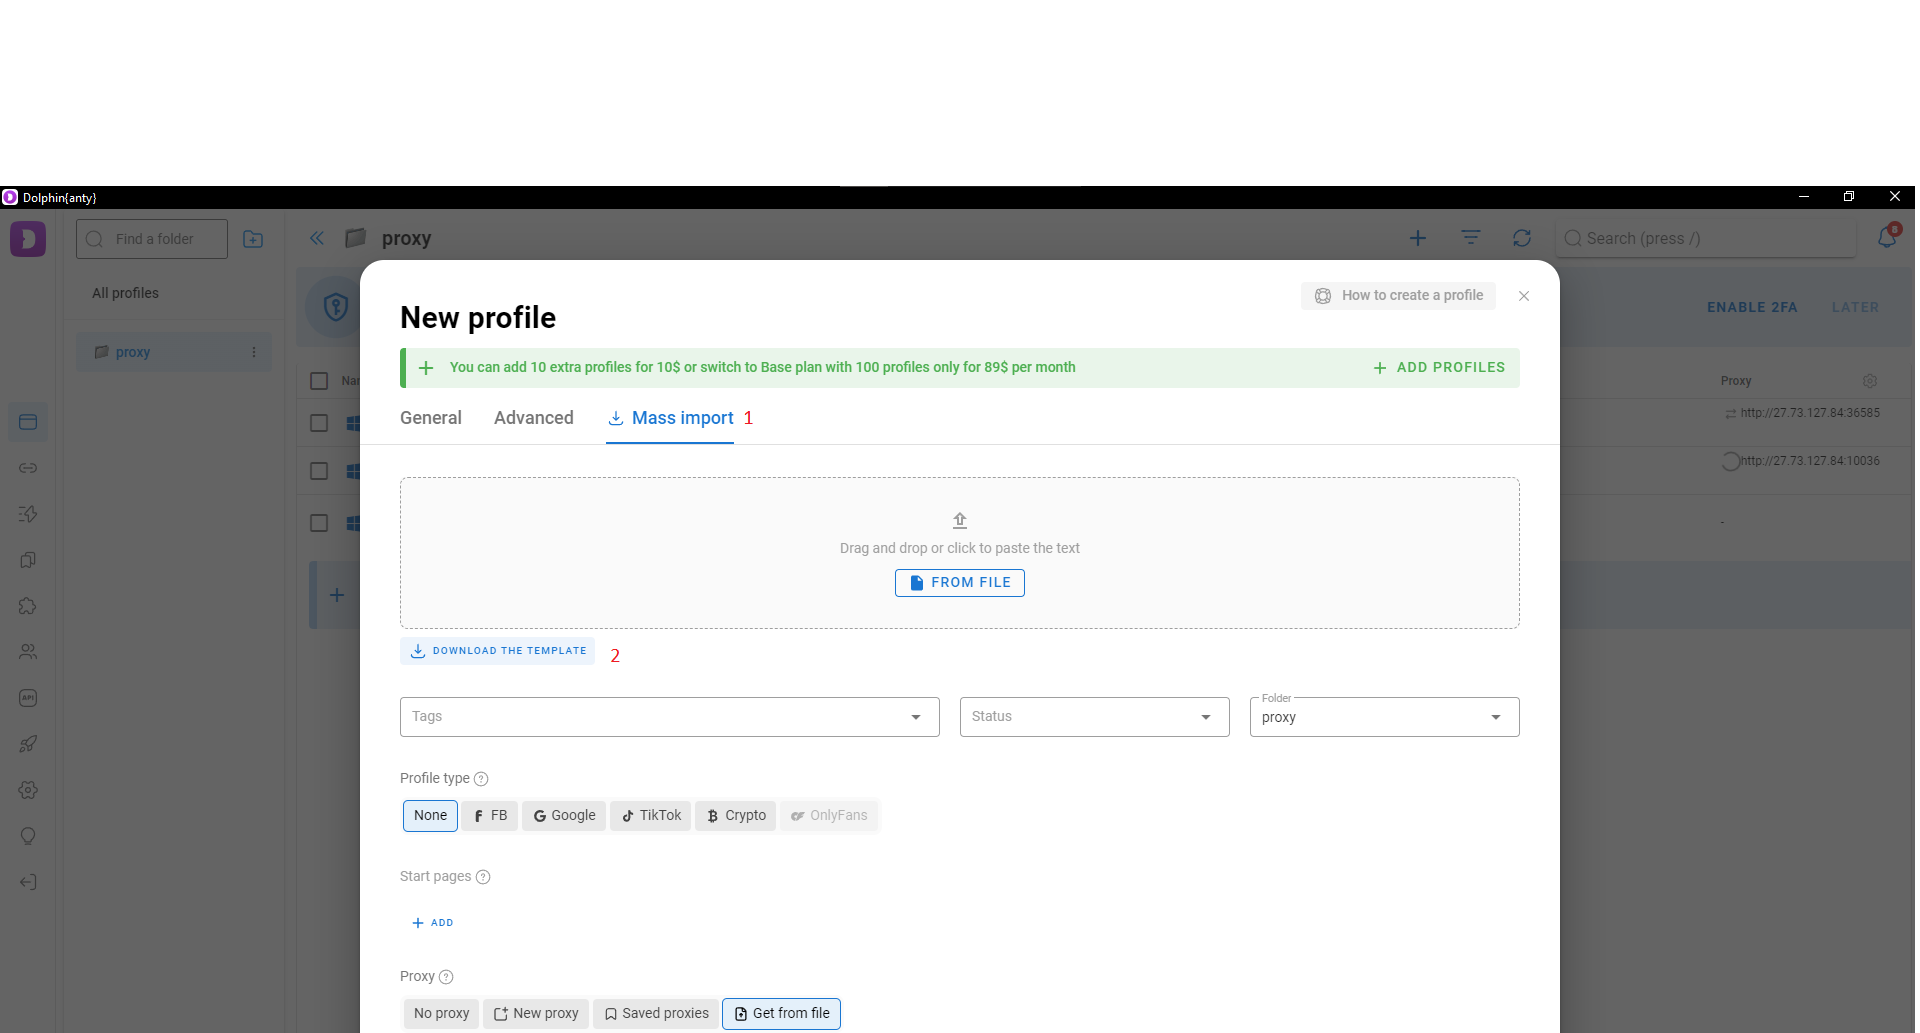 Dolphin{anty}
Find a folder
proxy
Search (press /)
8
All profiles
proxy
ENABLE 2FA
LATER
New profile
How to create a profile
You can add 10 extra profiles for 10$ or switch to Base plan with 100 profiles only for 89$ per month
ADD PROFILES
General
Advanced
Mass import
1
Proxy
http://27.73.127.84:36585
http://27.73.127.84:10036
-
Drag and drop or click to paste the text
FROM FILE
DOWNLOAD THE TEMPLATE
2
Tags
Status
Folder
proxy
Profile type
None
FB
Google
TikTok
Crypto
OnlyFans
API
Start pages
ADD
Proxy
No proxy
New proxy
Saved proxies
Get from file